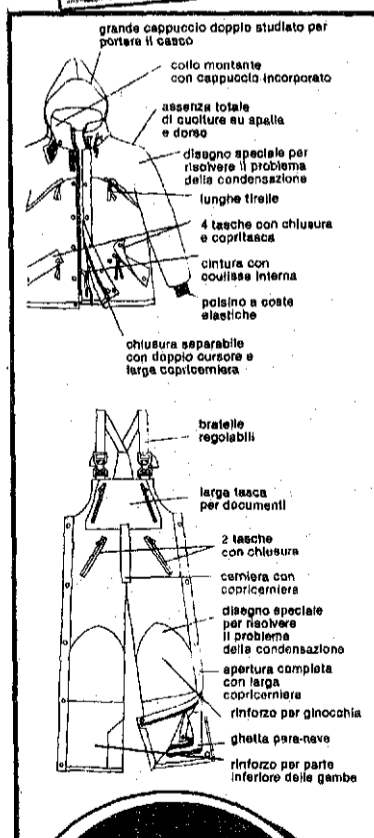 grande cappuccio doppio studiato per
portare il casco
collo montante
con cappuccio incorporato
assenza totale
di cuciture su spalla
e dorso
disegno speciale per
risolvere il problema
della condensazione
lunghe tirelle
4 tasche con chiusura
e copritasca
cintura con
coulisse interna
polsino a coste
elastiche
chiusura separabile
con doppio cursore e
larga copricerniera
bretelle
regolabili
larga tasca
per documenti
2 tasche
con chiusura
cerniera con
copricerniera
disegno speciale
per risolvere
il problema
della condensazione
apertura completa
con larga
copricerniera
rinforzo per ginocchia
ghetta para-neve
rinforzo per parte
inferiore delle gambe